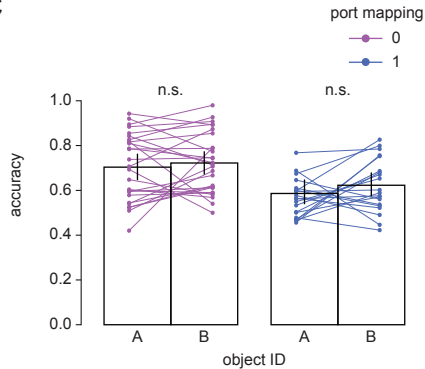 port mapping
0
1
n.s.
n.s.
1.0
0.8
0.6
0.4
0.2
0.0
accuracy
A
B
A
B
object ID